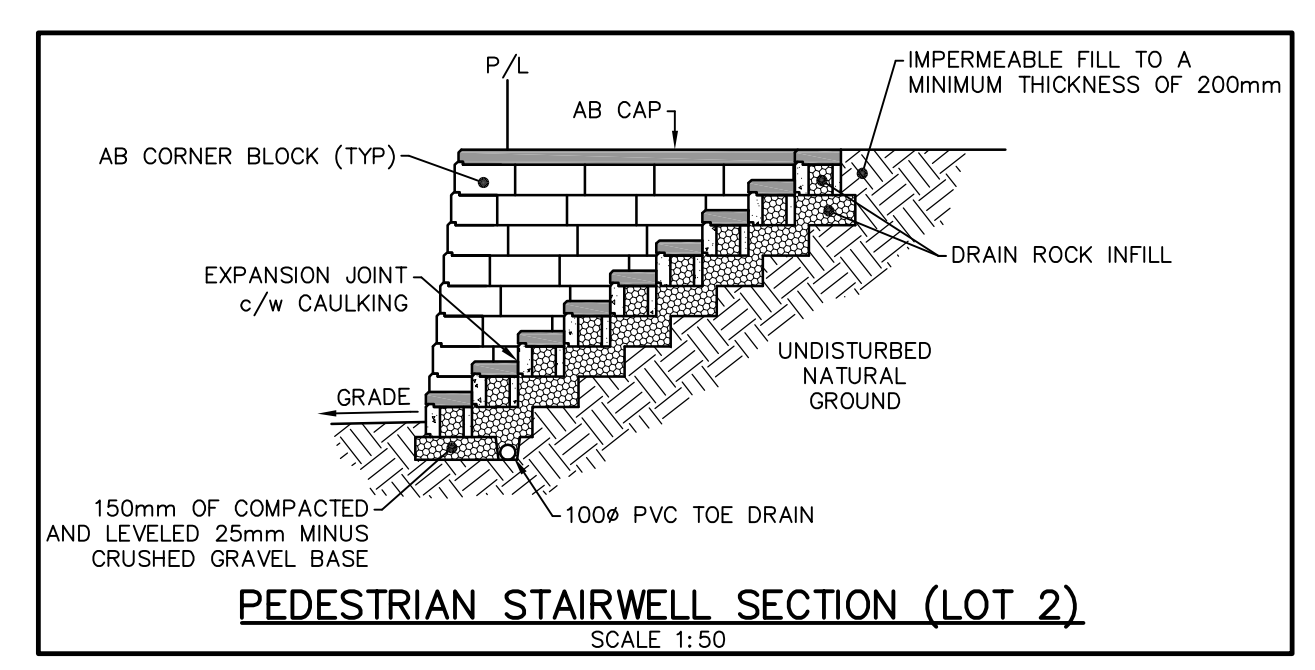 P/L
IMPERMEABLE FILL TO A
MINIMUM THICKNESS OF 200mm
AB CAP
AB CORNER BLOCK (TYP)
DRAIN ROCK INFILL
EXPANSION JOINT
c/w CAULKING
UNDISTURBED
NATURAL
GROUND
GRADE
150mm OF COMPACTED
AND LEVELED 25mm MINUS
CRUSHED GRAVEL BASE
100ø PVC TOE DRAIN
PEDESTRIAN STAIRWELL SECTION (LOT 2)
SCALE 1:50